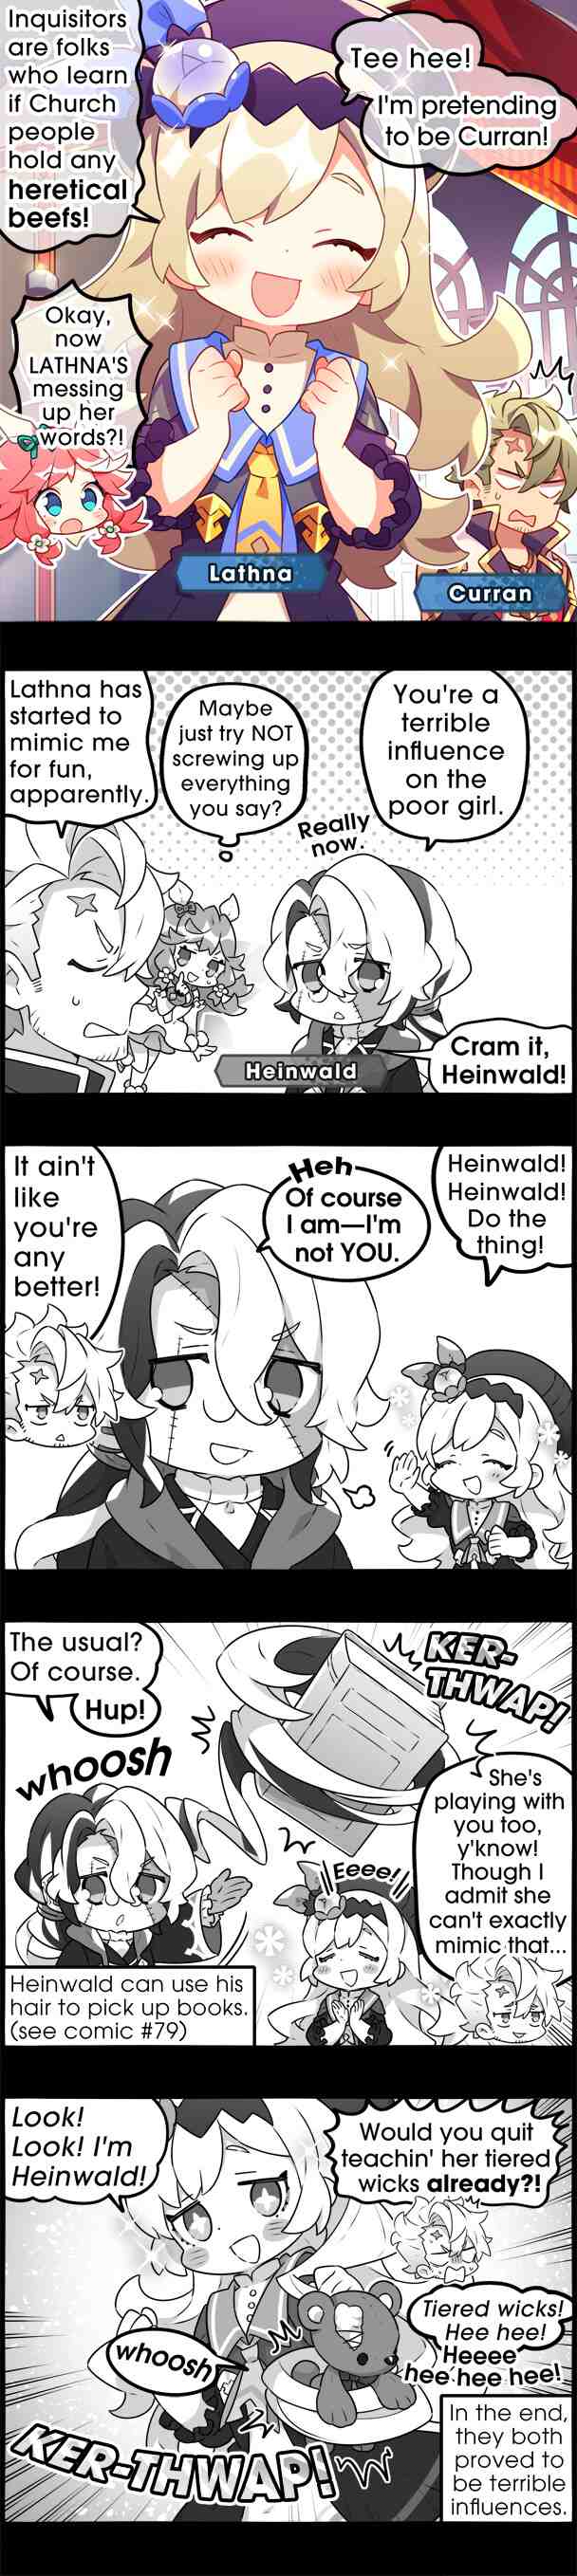 Inquisitors
are folks
who learn
if Church
people
hold any
heretical
beefs!
Tee hee!
I'm pretending
to be Curran!
Okay,
now
LATHNA'S
messing
up her
words?!
Lathna
Curran
Lathna has
started to
mimic me
for fun,
apparently.
Maybe
just try NOT
screwing up
everything
you say?
You're a
terrible
influence
on the
poor girl.
Really
now.
Cram it,
Heinwald!
Heinwald
It ain't
like
you're
any
better!
Heh
Of course
I am—I'm
not YOU.
Heinwald!
Heinwald!
Do the
thing!
The usual?
Of course.
Hup!
whoosh
KER-
THWAP!
She's
playing with
you too,
y'know!
Though I
admit she
can't exactly
mimic that...
Eeee!
Heinwald can use his
hair to pick up books.
(see comic #79)
Look!
Look! I'm
Heinwald!
Would you quit
teachin' her tiered
wicks already?!
Tiered wicks!
Hee hee!
Heeee
hee hee hee!
whoosh
KER-THWAP!
In the end,
they both
proved to
be terrible
influences.